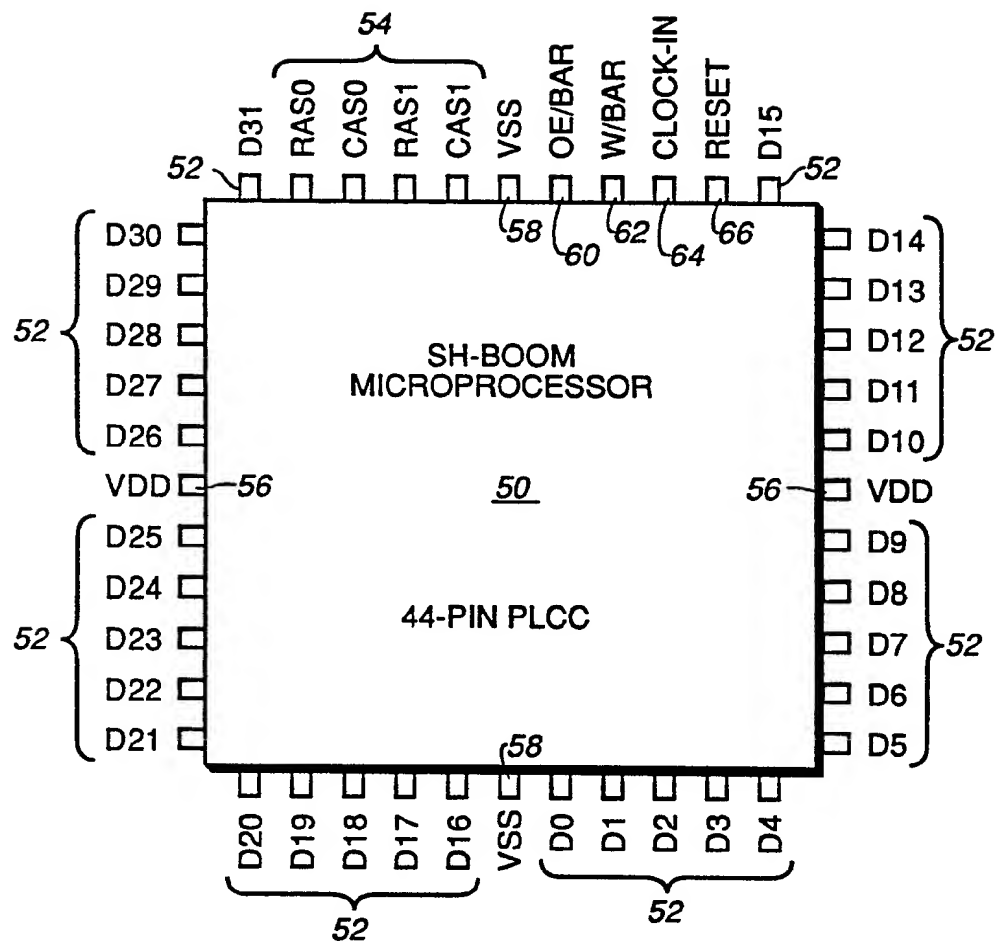 54
D31
RAS0
CAS0
RAS1
CAS1
VSS
OE/BAR
W/BAR
CLOCK-IN
RESET
D15
52
52
58
60
62
64
66
D30
D29
D28
D27
D26
52
VDD
56
D25
D24
D23
D22
D21
52
SH-BOOM
MICROPROCESSOR
50
44-PIN PLCC
D14
D13
D12
D11
D10
52
56
VDD
D9
D8
D7
D6
D5
52
58
D20
D19
D18
D17
D16
VSS
D0
D1
D2
D3
D4
52
52